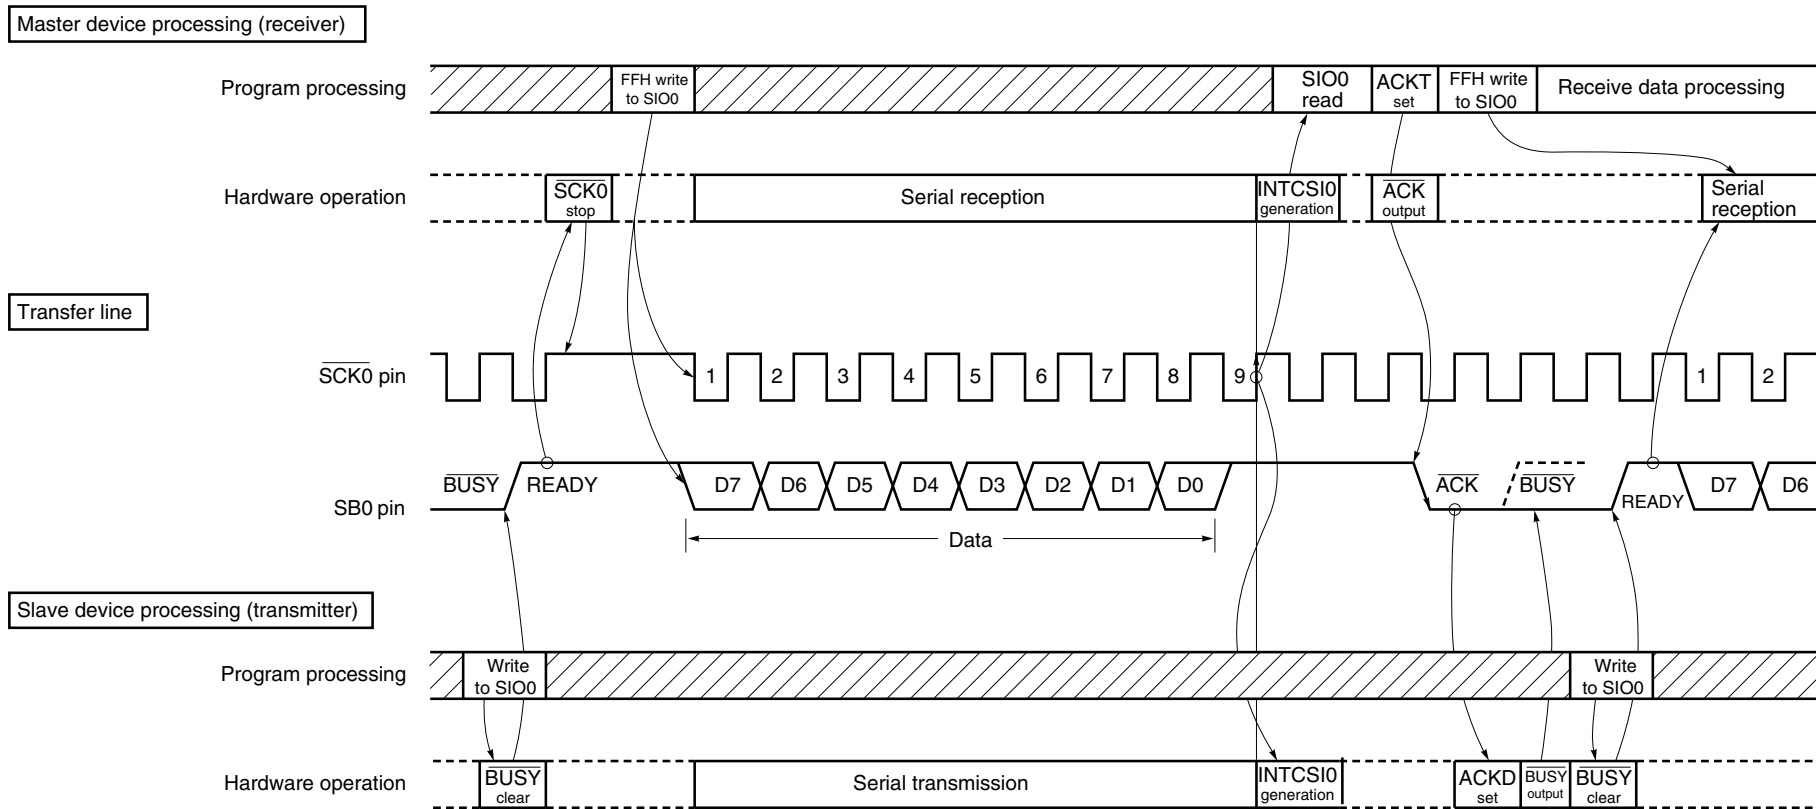 Master device processing (receiver)
Program processing
FFH write
to SIO0
SIO0
read
ACKT
set
FFH write
to SIO0
Receive data processing
Hardware operation
SCK0
stop
Serial reception
INTCSI0
generation
ACK
output
Serial
reception
Transfer line
SCK0 pin
1 2 3 4 5 6 7 8 9 1 2
SB0 pin
BUSY READY D7 D6 D5 D4 D3 D2 D1 D0 ACK BUSY READY D7 D6
Data
Slave device processing (transmitter)
Program processing
Write
to SIO0
Write
to SIO0
Hardware operation
BUSY
clear
Serial transmission
INTCSI0
generation
ACKD
set
BUSY
output
BUSY
clear